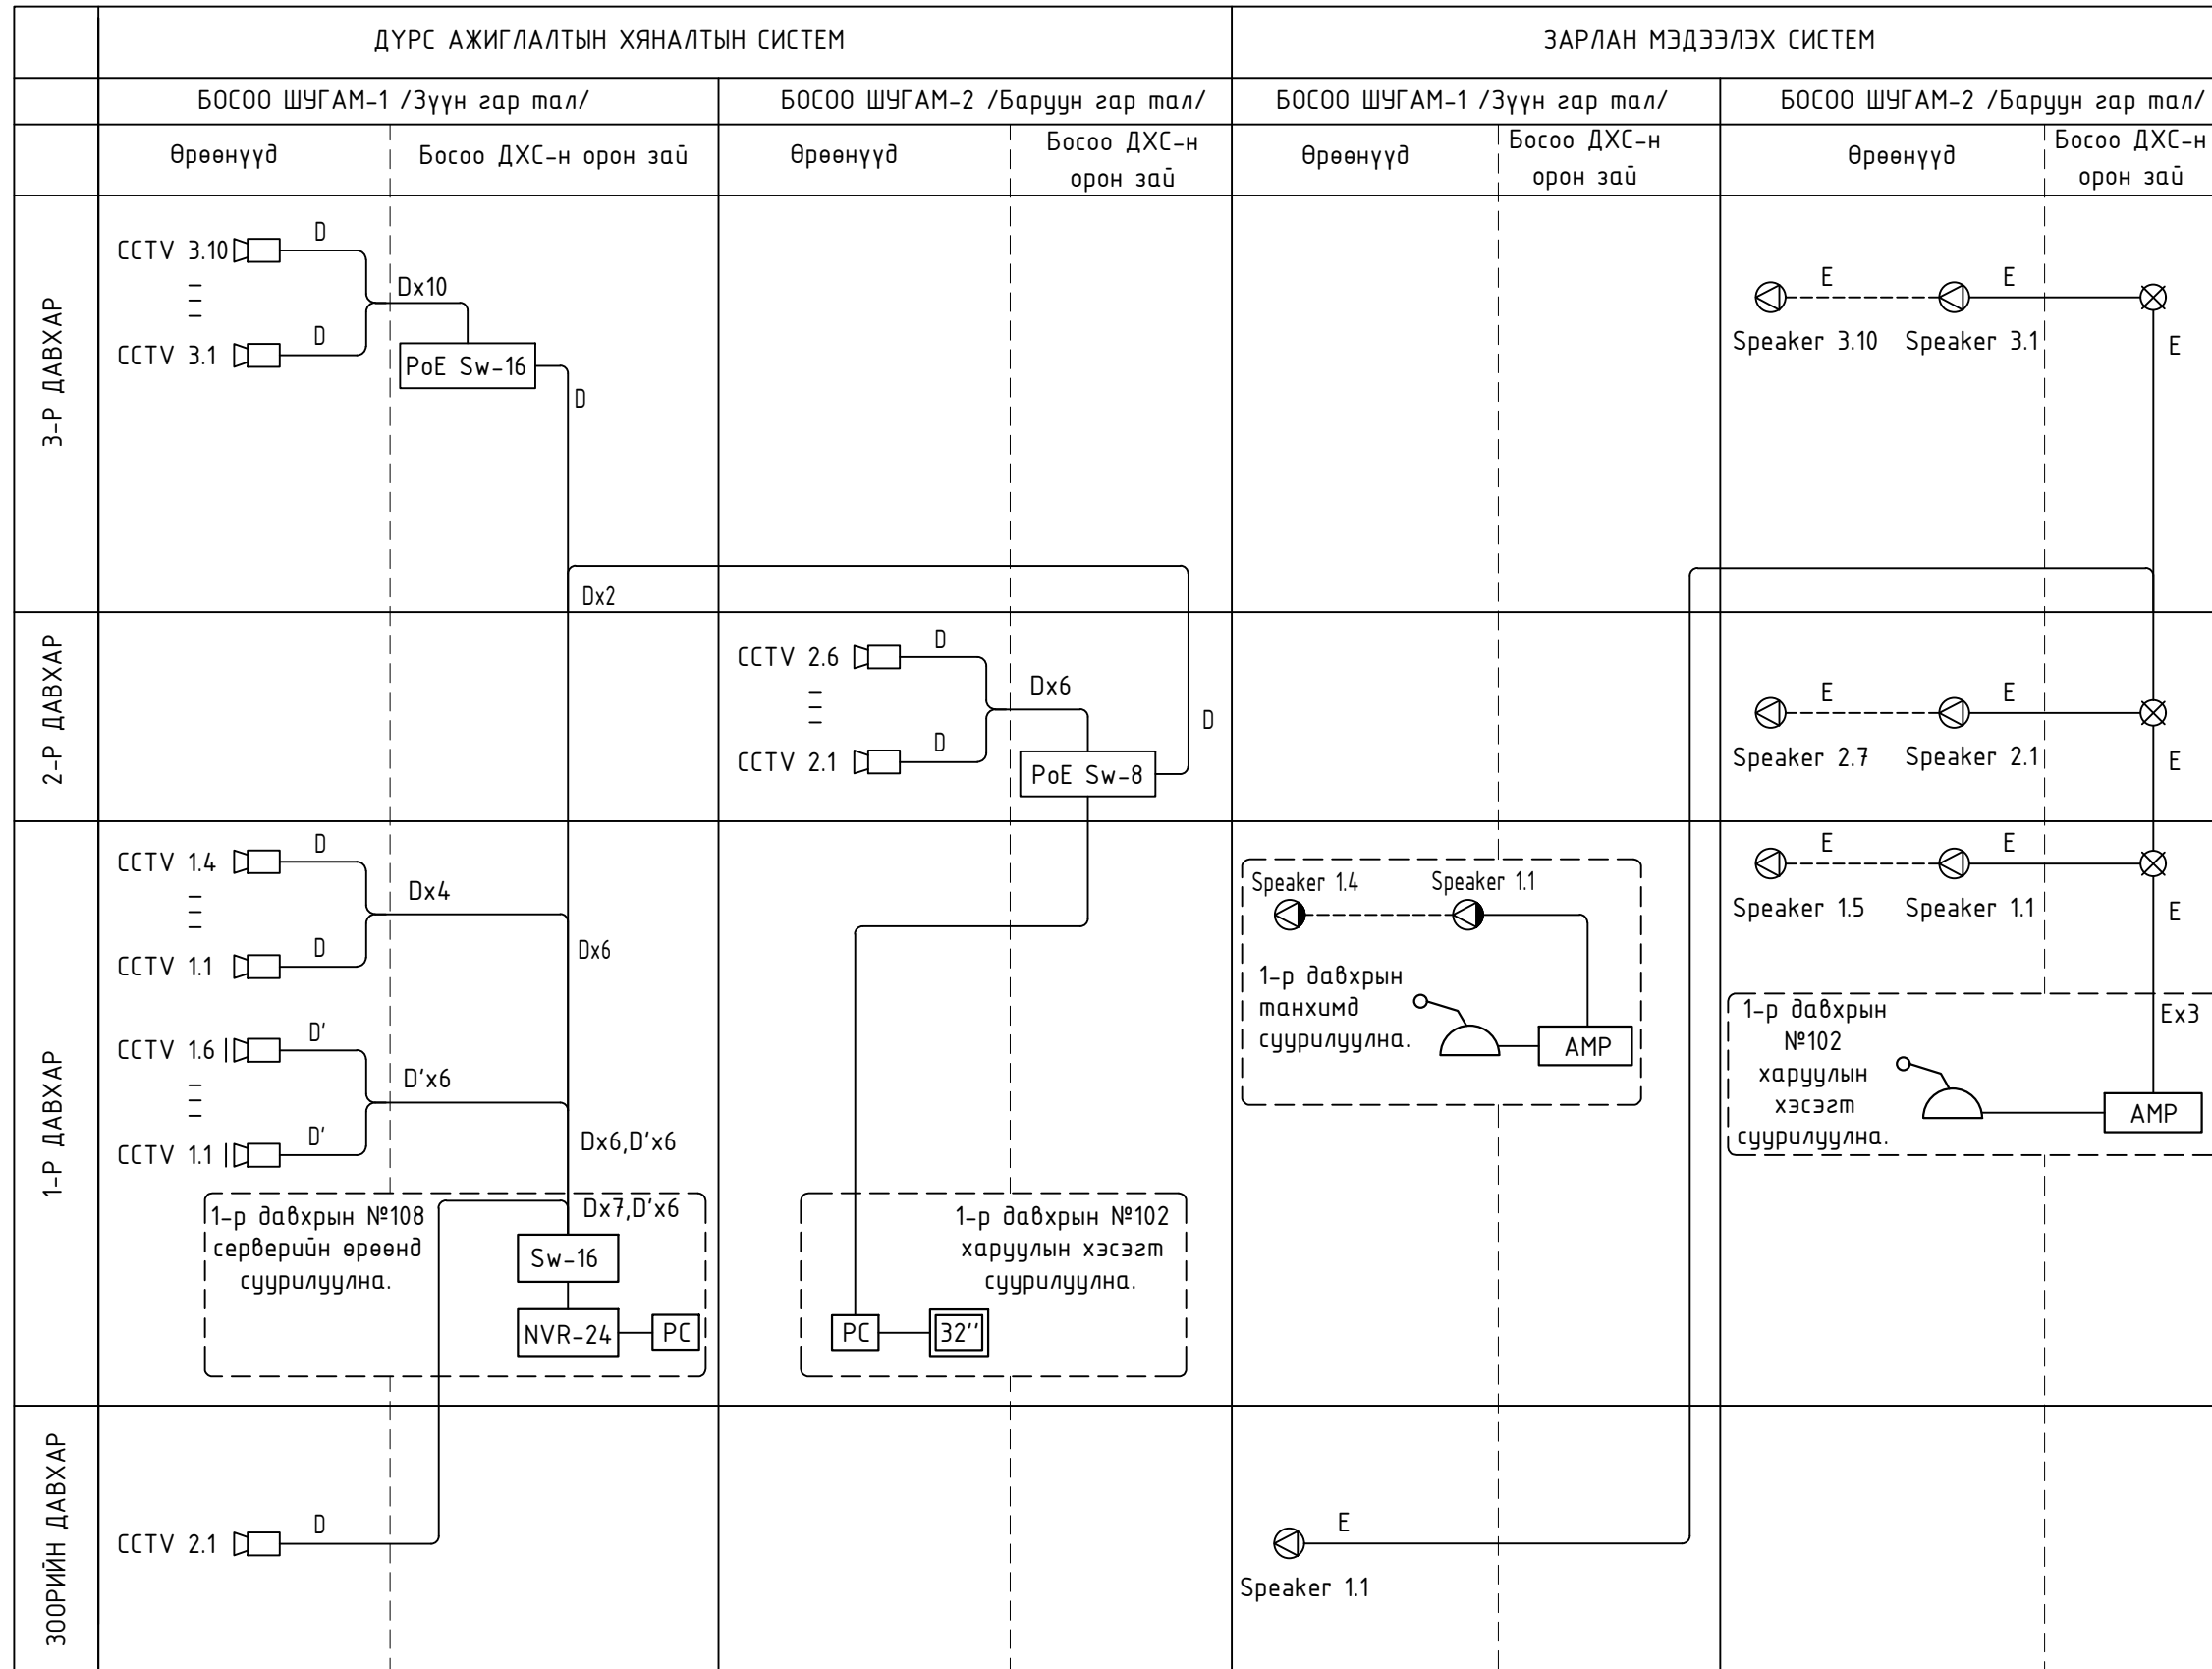 ДҮРС АЖИГЛАЛТЫН ХЯНАЛТЫН СИСТЕМ
ЗАРЛАН МЭДЭЭЛЭХ СИСТЕМ
БОСОО ШУГАМ-1 /Зүүн гар тал/
БОСОО ШУГАМ-2 /Баруун гар тал/
БОСОО ШУГАМ-1 /Зүүн гар тал/
БОСОО ШУГАМ-2 /Баруун гар тал/
Өрөөнүүд
Босоо ДХС-н орон зай
Өрөөнүүд
Босоо ДХС-н
орон зай
Өрөөнүүд
Босоо ДХС-н
орон зай
Өрөөнүүд
Босоо ДХС-н
орон зай
3-Р ДАВХАР
CCTV 3.10
D
Dx10
CCTV 3.1
D
PoE Sw-16
D
Dx2
E
E
Speaker 3.10
Speaker 3.1
E
2-Р ДАВХАР
CCTV 2.6
D
Dx6
CCTV 2.1
D
PoE Sw-8
D
E
E
Speaker 2.7
Speaker 2.1
E
1-Р ДАВХАР
CCTV 1.4
D
Dx4
CCTV 1.1
D
Dx6
CCTV 1.6
D'
D'x6
CCTV 1.1
D'
Dx6,D'x6
Dx7,D'x6
1-р давхрын №108
серверийн өрөөнд
суурилуулна.
Sw-16
NVR-24
PC
1-р давхрын №102
харуулын хэсэгт
суурилуулна.
PC
32''
Speaker 1.4
Speaker 1.1
1-р давхрын
танхимд
суурилуулна.
AMP
E
E
Speaker 1.5
Speaker 1.1
E
Ex3
1-р давхрын
№102
харуулын
хэсэгт
суурилуулна.
AMP
ЗООРИЙН ДАВХАР
CCTV 2.1
D
E
Speaker 1.1